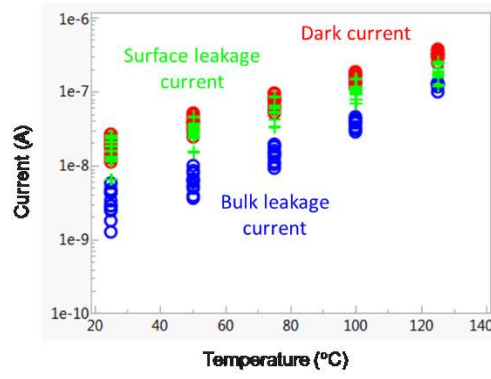 1e-6
Dark current
Surface leakage
current
1e-7
Current (A)
1e-8
Bulk leakage
current
1e-9
1e-10
20 40 60 80 100 120 140
Temperature (°C)